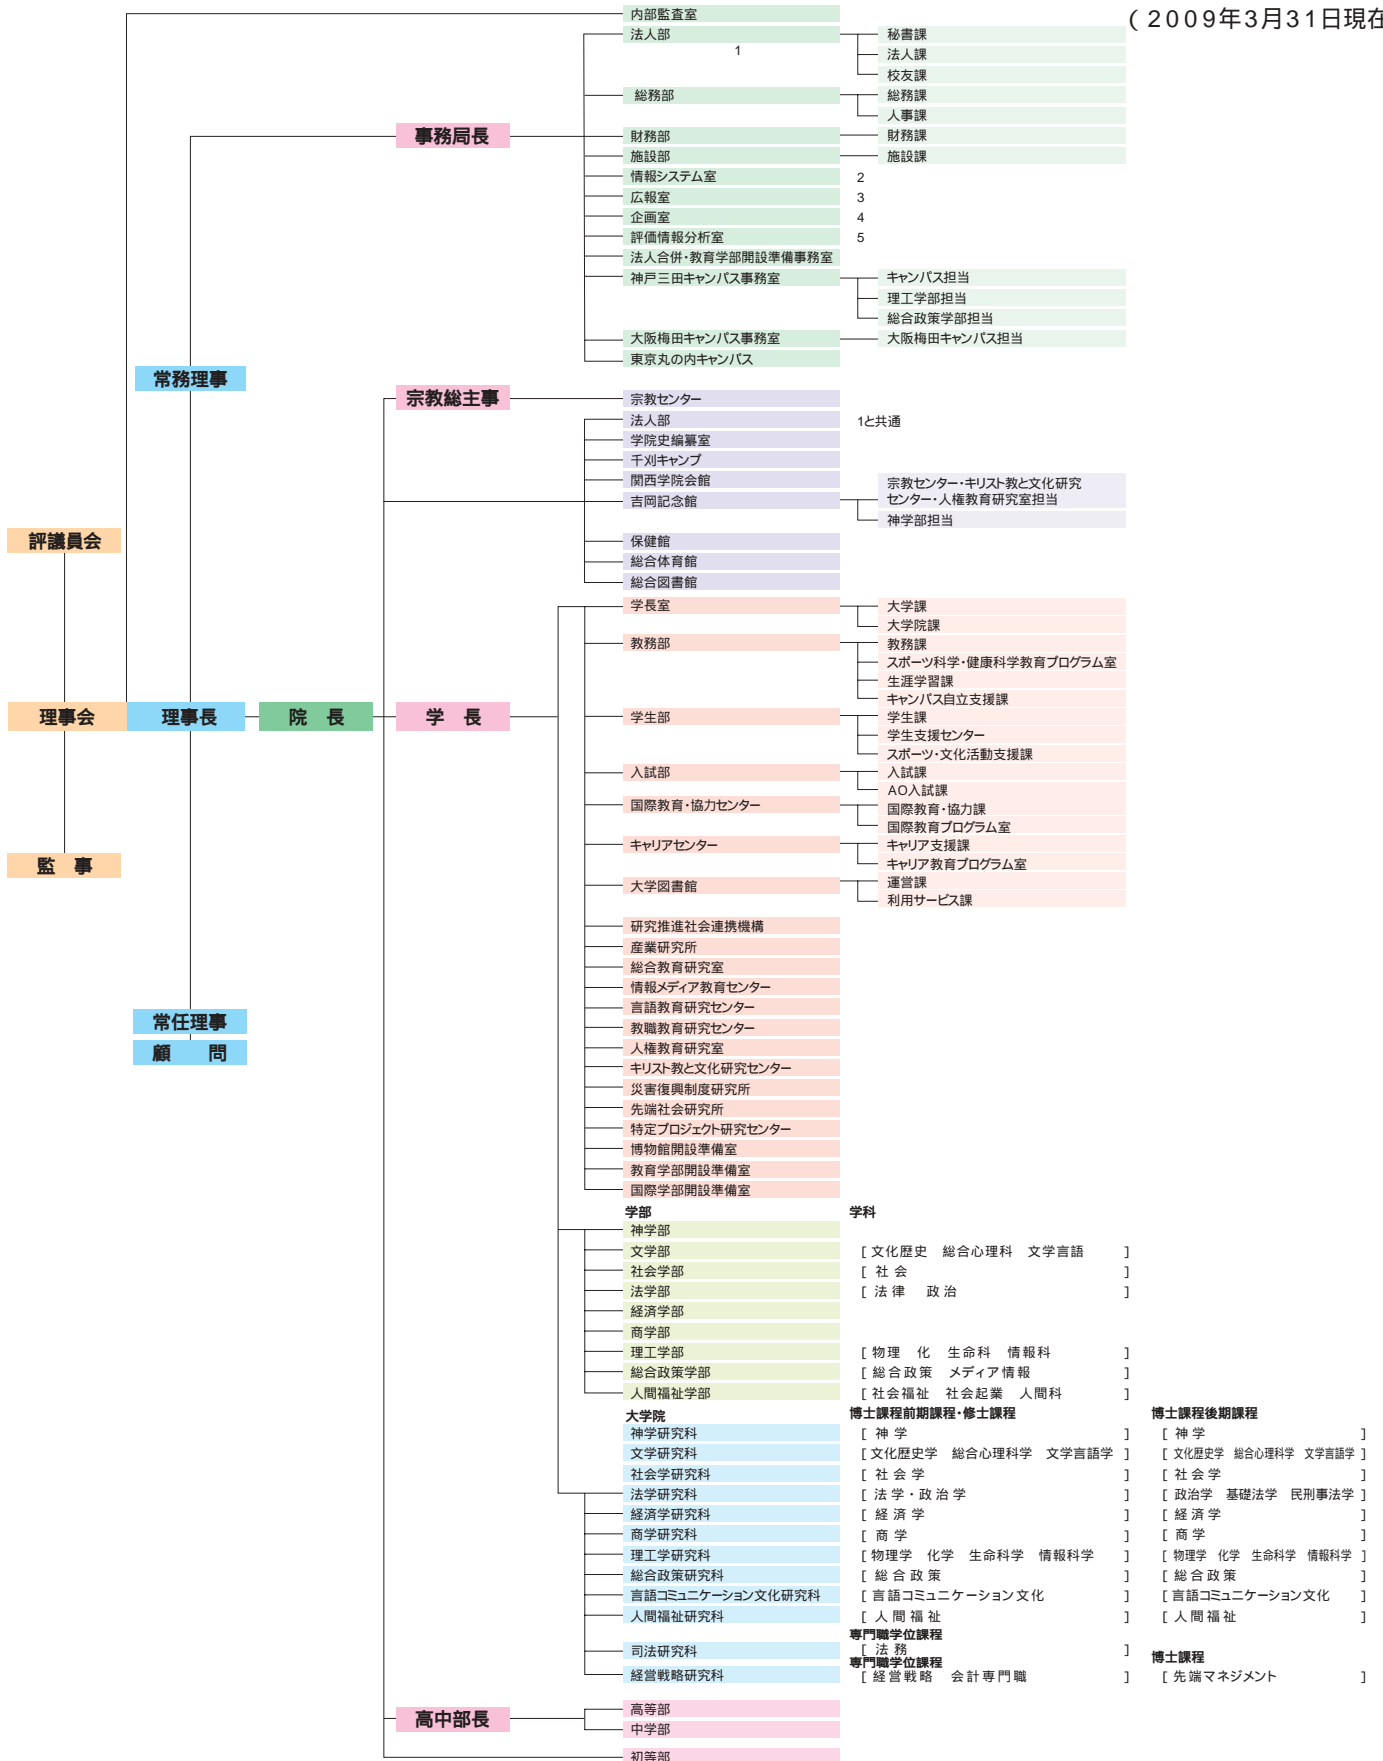 (2009年3月31日現在
内部監査室
法人部
1
秘書課
法人課
校友課
総務部
総務課
人事課
事務局長
財務部
財務課
施設部
施設課
情報システム室 2
広報室 3
企画室 4
評価情報分析室 5
法人合併・教育学部開設準備事務室
神戸三田キャンパス事務室
キャンパス担当
理工学部担当
総合政策学部担当
大阪梅田キャンパス事務室
大阪梅田キャンパス担当
東京丸の内キャンパス
常務理事
宗教総主事
宗教センター
法人部 1と共通
学院史編纂室
千刈キャンプ
関西学院会館
吉岡記念館
宗教センター・キリスト教と文化研究
センター・人権教育研究室担当
神学部担当
保健館
総合体育館
総合図書館
評議員会
理事会
理事長
院 長
学 長
監 事
常任理事
顧 問
学長室
大学課
大学院課
教務部
教務課
スポーツ科学・健康科学教育プログラム室
生涯学習課
キャンパス自立支援課
学生部
学生課
学生支援センター
スポーツ・文化活動支援課
入試部
入試課
AO入試課
国際教育・協力センター
国際教育・協力課
国際教育プログラム室
キャリアセンター
キャリア支援課
キャリア教育プログラム室
大学図書館
運営課
利用サービス課
研究推進社会連携機構
産業研究所
総合教育研究室
情報メディア教育センター
言語教育研究センター
教職教育研究センター
人権教育研究室
キリスト教と文化研究センター
災害復興制度研究所
先端社会研究所
特定プロジェクト研究センター
博物館開設準備室
教育学部開設準備室
国際学部開設準備室
学部 学科
神学部
文学部 [文化歴史 総合心理科 文学言語 ]
社会学部 [社会 ]
法学部 [法律 政治 ]
経済学部
商学部
理工学部 [物理 化 生命科 情報科 ]
総合政策学部 [総合政策 メディア情報 ]
人間福祉学部 [社会福祉 社会起業 人間科 ]
大学院 博士課程前期課程・修士課程 博士課程後期課程
神学研究科 [神学 ] [神学 ]
文学研究科 [文化歴史学 総合心理科学 文学言語学 ] [文化歴史学 総合心理科学 文学言語学 ]
社会学研究科 [社会学 ] [社会学 ]
法学研究科 [法学・政治学 ] [政治学 基礎法学 民刑事法学 ]
経済学研究科 [経済学 ] [経済学 ]
商学研究科 [商学 ] [商学 ]
理工学研究科 [物理学 化学 生命科学 情報科学 ] [物理学 化学 生命科学 情報科学 ]
総合政策研究科 [総合政策 ] [総合政策 ]
言語コミュニケーション文化研究科 [言語コミュニケーション文化 ] [言語コミュニケーション文化 ]
人間福祉研究科 [人間福祉 ] [人間福祉 ]
専門職学位課程
司法研究科 [法務 ]
専門職学位課程 博士課程
経営戦略研究科 [経営戦略 会計専門職 ] [先端マネジメント ]
高中部長
高等部
中学部
初等部